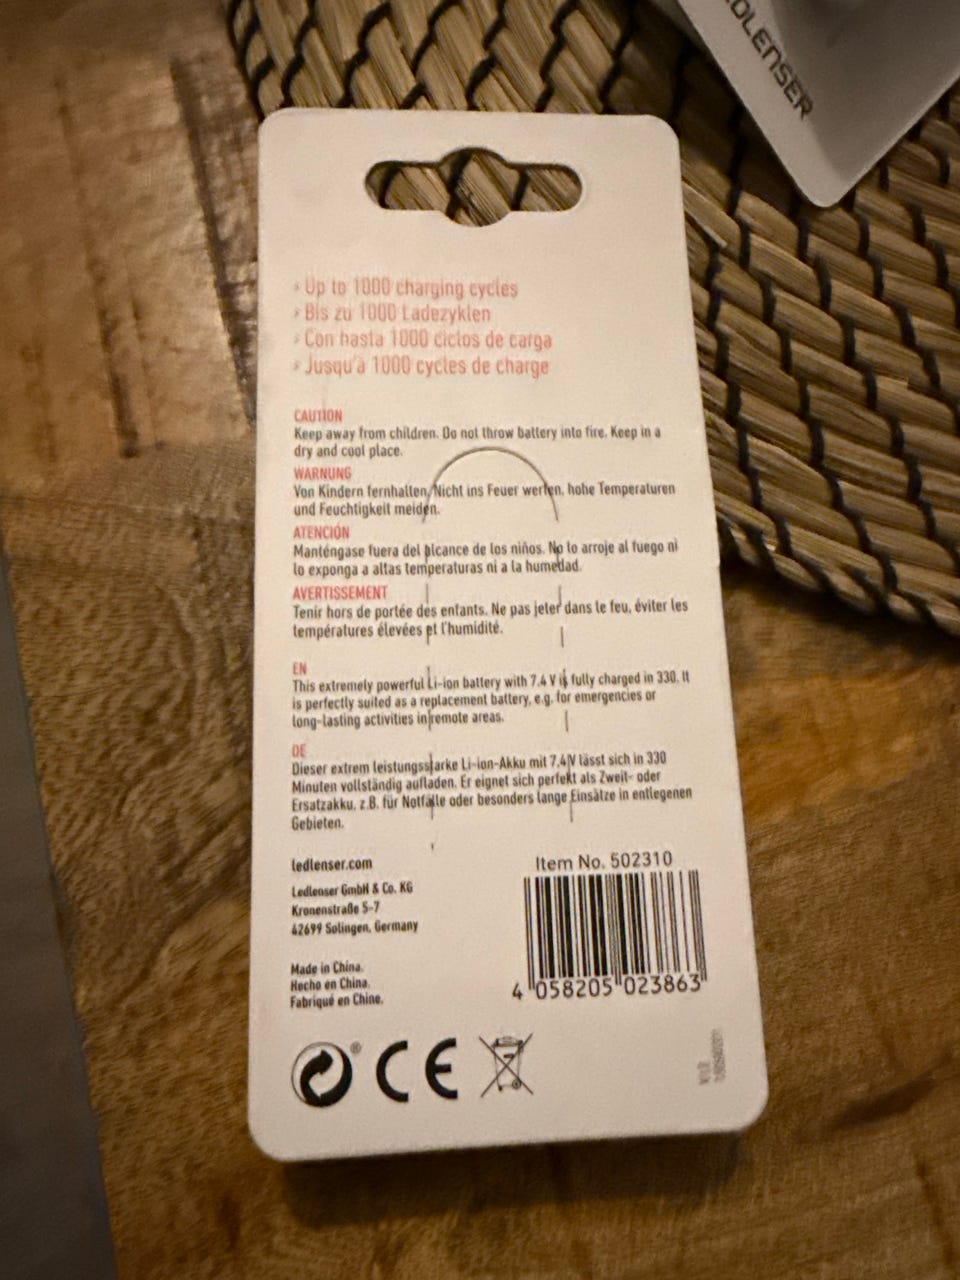 EDLENSER
› Up to 1000 charging cycles
› Bis zu 1000 Ladezyklen
› Con hasta 1000 ciclos de carga
› Jusqu'à 1000 cycles de charge
CAUTION
Keep away from children. Do not throw battery into fire. Keep in a
dry and cool place.
WARNUNG
Von Kindern fernhalten, Nicht ins Feuer werfen, hohe Temperaturen
und Feuchtigkeit meiden.
ATENCIÓN
Manténgase fuera del alcance de los niños. No lo arroje al fuego ni
lo exponga a altas temperaturas ni a la humedad.
AVERTISSEMENT
Tenir hors de portée des enfants. Ne pas jeter dans le feu, éviter les
températures élevées et l'humidité.
EN
This extremely powerful Li-ion battery with 7.4 V is fully charged in 330. It
is perfectly suited as a replacement battery, e.g. for emergencies or
long-lasting activities in remote areas.
DE
Dieser extrem leistungsstarke Li-ion-Akku mit 7.4 V lässt sich in 330
Minuten vollständig aufladen. Er eignet sich perfekt als Zweit- oder
Ersatzakku, z.B. für Notfälle oder besonders lange Einsätze in entlegenen
Gebieten.
ledlenser.com
Ledlenser GmbH & Co. KG
Kronenstraße 5-7
42699 Solingen, Germany
Made in China.
Hecho en China.
Fabriqué en Chine.
Item No. 502310
4 058205 023863
® CE